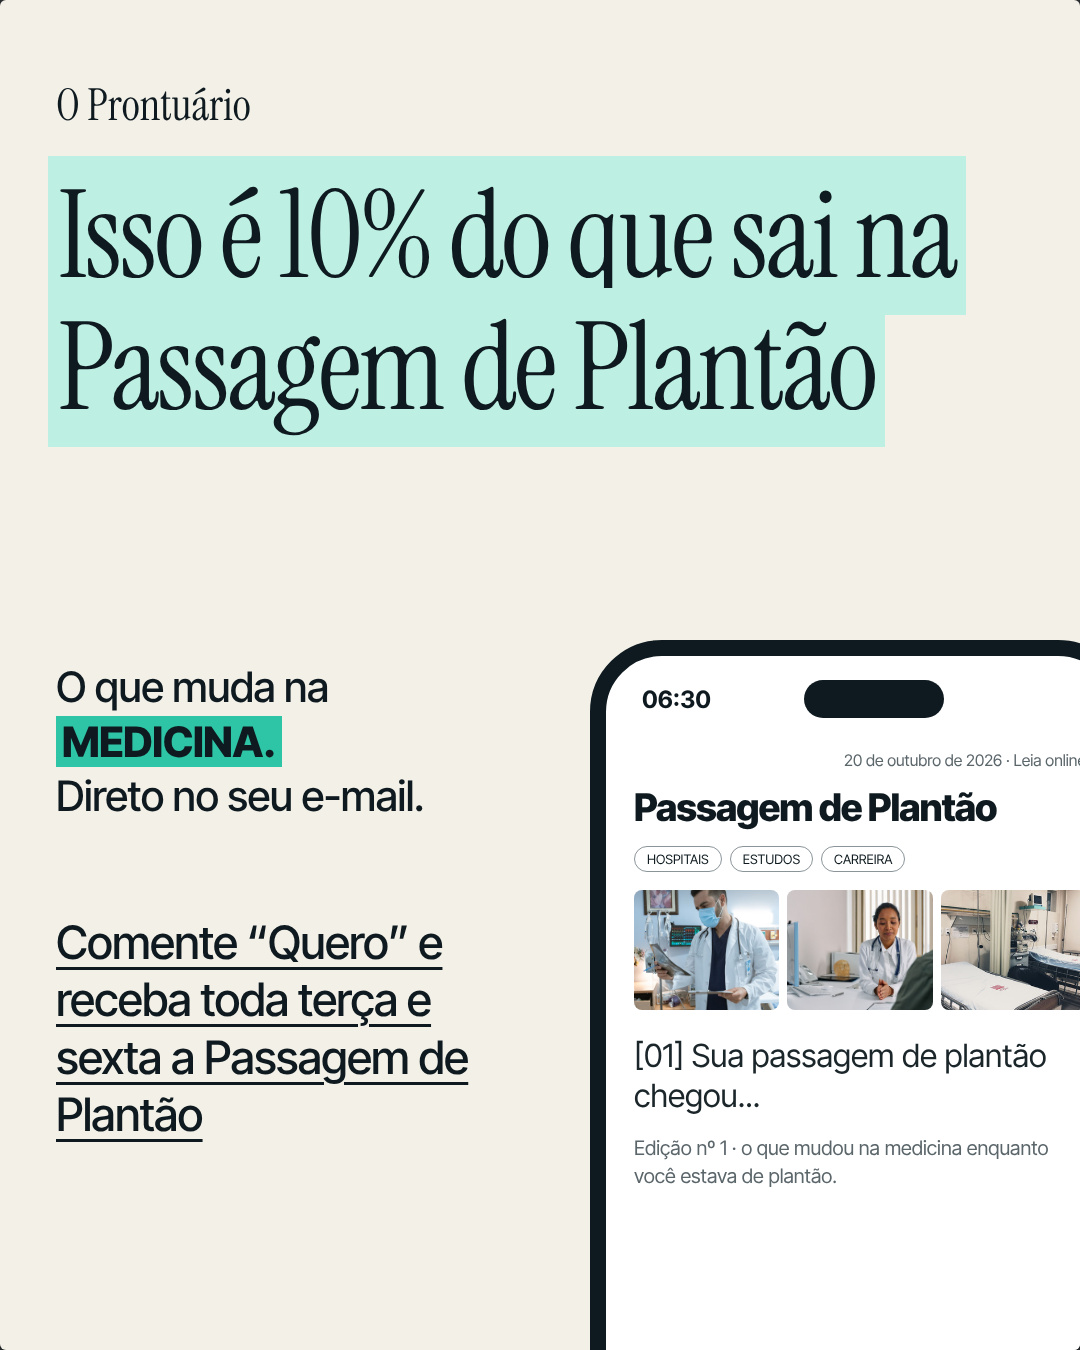 O Prontuário
Isso é 10% do que sai na
Passagem de Plantão
O que muda na
MEDICINA.
Direto no seu e-mail.
Comente “Quero” e
receba toda terça e
sexta a Passagem de
Plantão
06:30
20 de outubro de 2026 · Leia online
Passagem de Plantão
HOSPITAIS
ESTUDOS
CARREIRA
[01] Sua passagem de plantão
chegou...
Edição nº 1 · o que mudou na medicina enquanto
você estava de plantão.